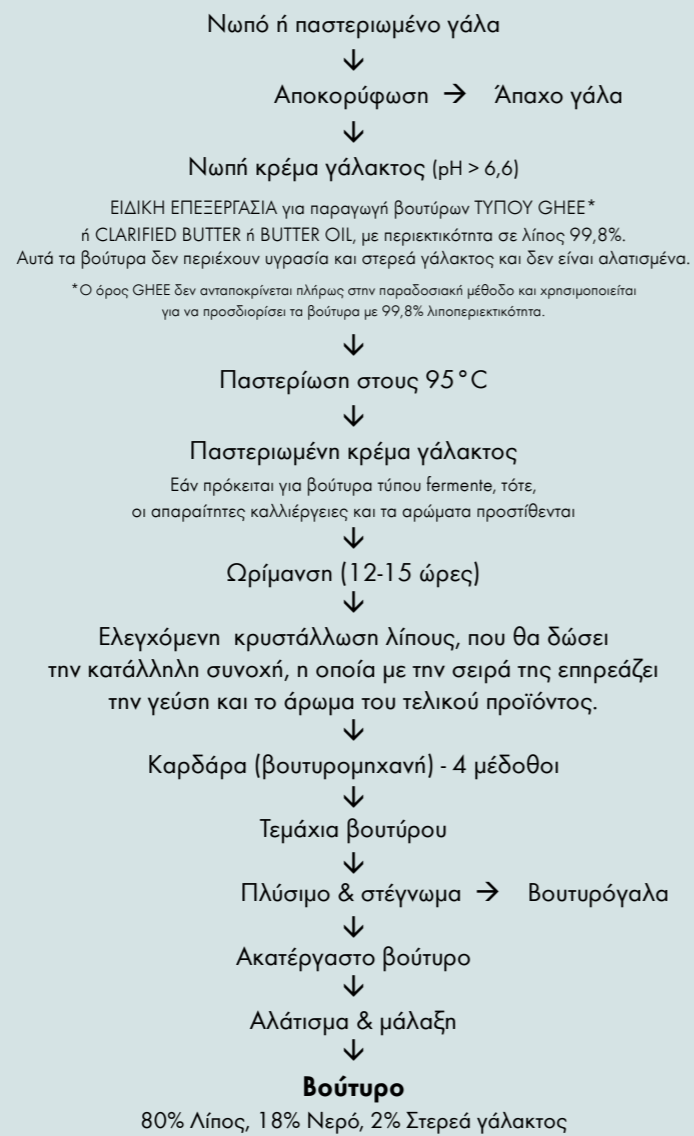 Νωπό ή παστεριωμένο γάλα
↓
Αποκορύφωση → Άπαχο γάλα
↓
Νωπή κρέμα γάλακτος (pH > 6,6)
ΕΙΔΙΚΗ ΕΠΕΞΕΡΓΑΣΙΑ για παραγωγή βουτύρων ΤΥΠΟΥ GHEE*
ή CLARIFIED BUTTER ή BUTTER OIL, με περιεκτικότητα σε λίπος 99,8%.
Αυτά τα βούτυρα δεν περιέχουν υγρασία και στερεά γάλακτος και δεν είναι αλατισμένα.
*Ο όρος GHEE δεν ανταποκρίνεται πλήρως στην παραδοσιακή μέθοδο και χρησιμοποιείται
για να προσδιορίσει τα βούτυρα με 99,8% λιποπεριεκτικότητα.
↓
Παστερίωση στους 95°C
↓
Παστεριωμένη κρέμα γάλακτος
Εάν πρόκειται για βούτυρα τύπου fermente, τότε,
οι απαραίτητες καλλιέργειες και τα αρώματα προστίθενται
↓
Ωρίμανση (12-15 ώρες)
↓
Ελεγχόμενη κρυστάλλωση λίπους, που θα δώσει
την κατάλληλη συνοχή, η οποία με την σειρά της επηρεάζει
την γεύση και το άρωμα του τελικού προϊόντος.
↓
Καρδάρα (βουτυρομηχανή) - 4 μέδοθοι
↓
Τεμάχια βουτύρου
↓
Πλύσιμο & στέγνωμα → Βουτυρόγαλα
↓
Ακατέργαστο βούτυρο
↓
Αλάτισμα & μάλαξη
↓
Βούτυρο
80% Λίπος, 18% Νερό, 2% Στερεά γάλακτος